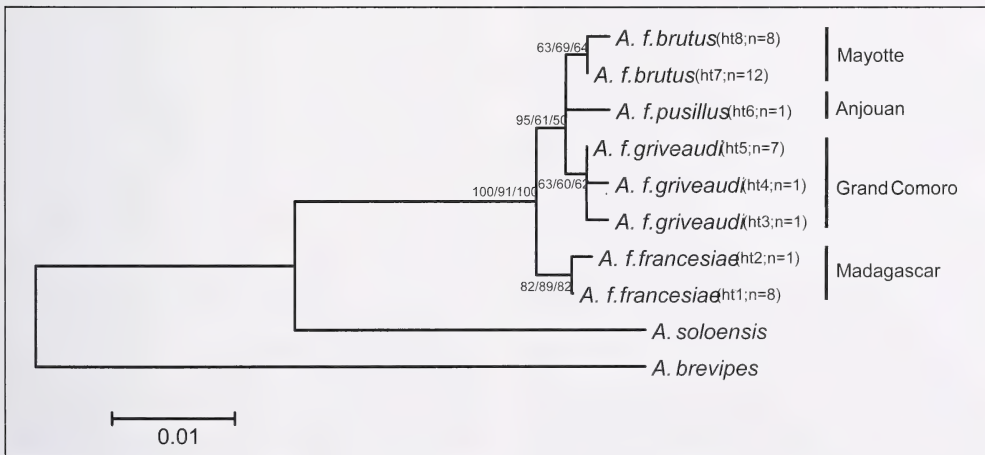 63/69/64
A. f.brutus(ht8;n=8)
A. f.brutus(ht7;n=12)
Mayotte
95/61/50
A. f.pusillus(ht6;n=1)
Anjouan
A. f.griveaudi(ht5;n=7)
100/91/100
63/60/62
A. f.griveaudi(ht4;n=1)
Grand Comoro
A. f.griveaudi(ht3;n=1)
A. f.francesiae(ht2;n=1)
Madagascar
82/89/82
A. f.francesiae(ht1;n=8)
A. soloensis
A. brevipes
0.01